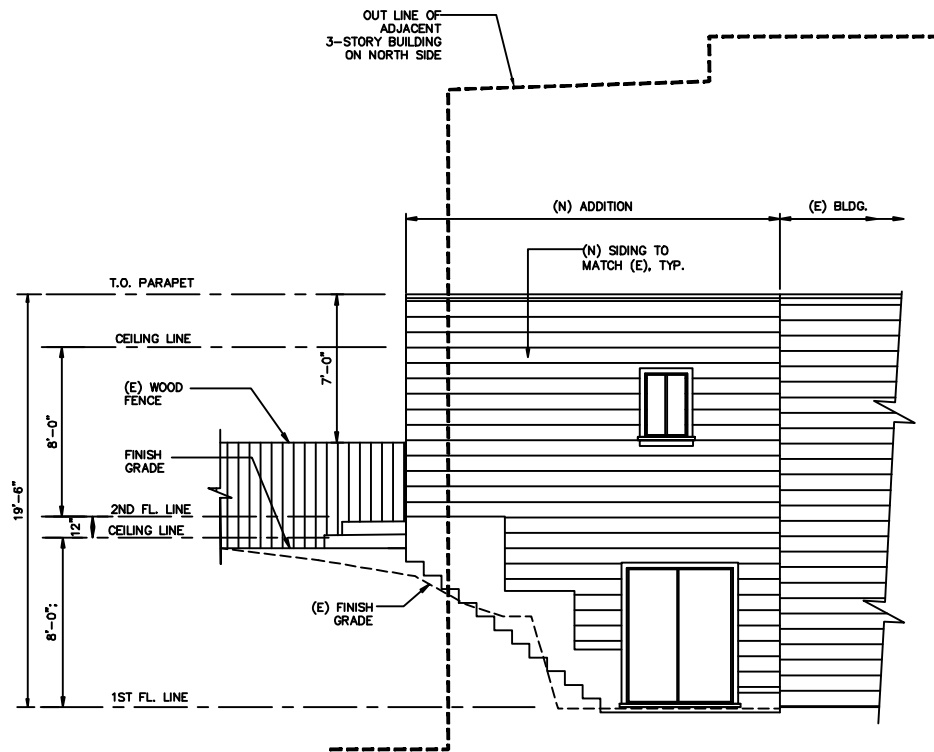 OUT LINE OF
ADJACENT
3-STORY BUILDING
ON NORTH SIDE
(N) ADDITION
(E) BLDG.
(N) SIDING TO
MATCH (E), TYP.
T.O. PARAPET
CEILING LINE
7'-0"
(E) WOOD
FENCE
8'-0"
FINISH
GRADE
19'-6"
2ND FL. LINE
12"
CEILING LINE
(E) FINISH
GRADE
8'-0";
1ST FL. LINE